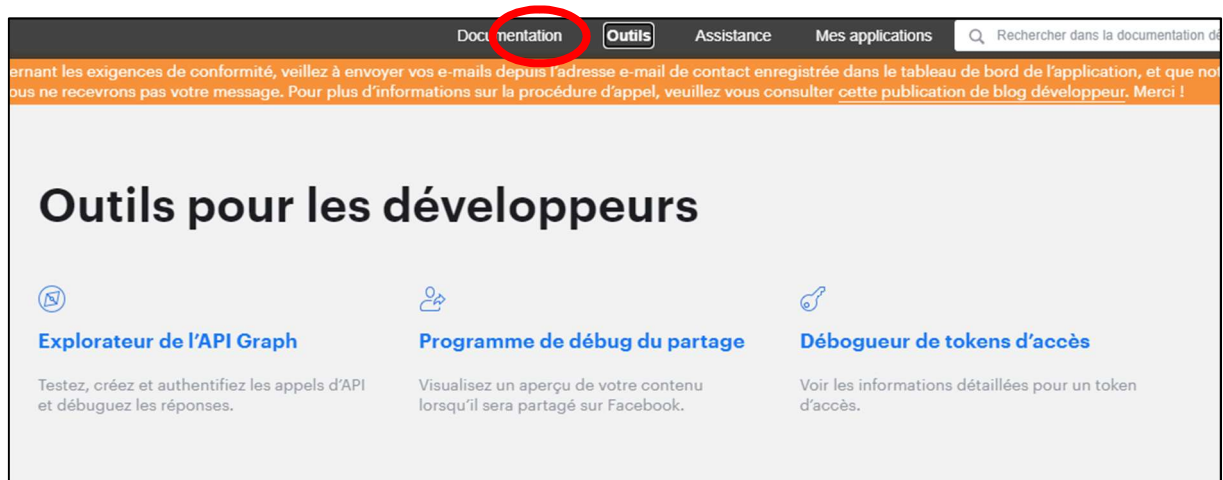 Documentation Outils Assistance Mes applications Rechercher dans la documentation de
ernant les exigences de conformité, veillez à envoyer vos e-mails depuis l'adresse e-mail de contact enregistrée dans le tableau de bord de l'application, et que not
ous ne recevrons pas votre message. Pour plus d'informations sur la procédure d'appel, veuillez vous consulter cette publication de blog développeur. Merci !
Outils pour les développeurs
Explorateur de l'API Graph
Testez, créez et authentifiez les appels d'API
et débuguez les réponses.
Programme de débug du partage
Visualisez un aperçu de votre contenu
lorsqu'il sera partagé sur Facebook.
Débogueur de tokens d'accès
Voir les informations détaillées pour un token
d'accès.